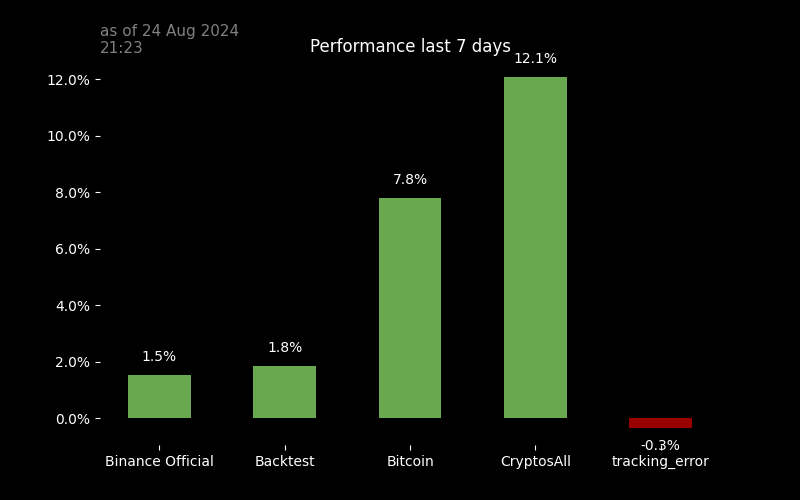 as of 24 Aug 2024
21:23
Performance last 7 days
12.1%
12.0%
10.0%
8.0%
7.8%
6.0%
4.0%
2.0%
1.8%
1.5%
0.0%
-0.3%
Binance Official
Backtest
Bitcoin
CryptosAll
tracking_error